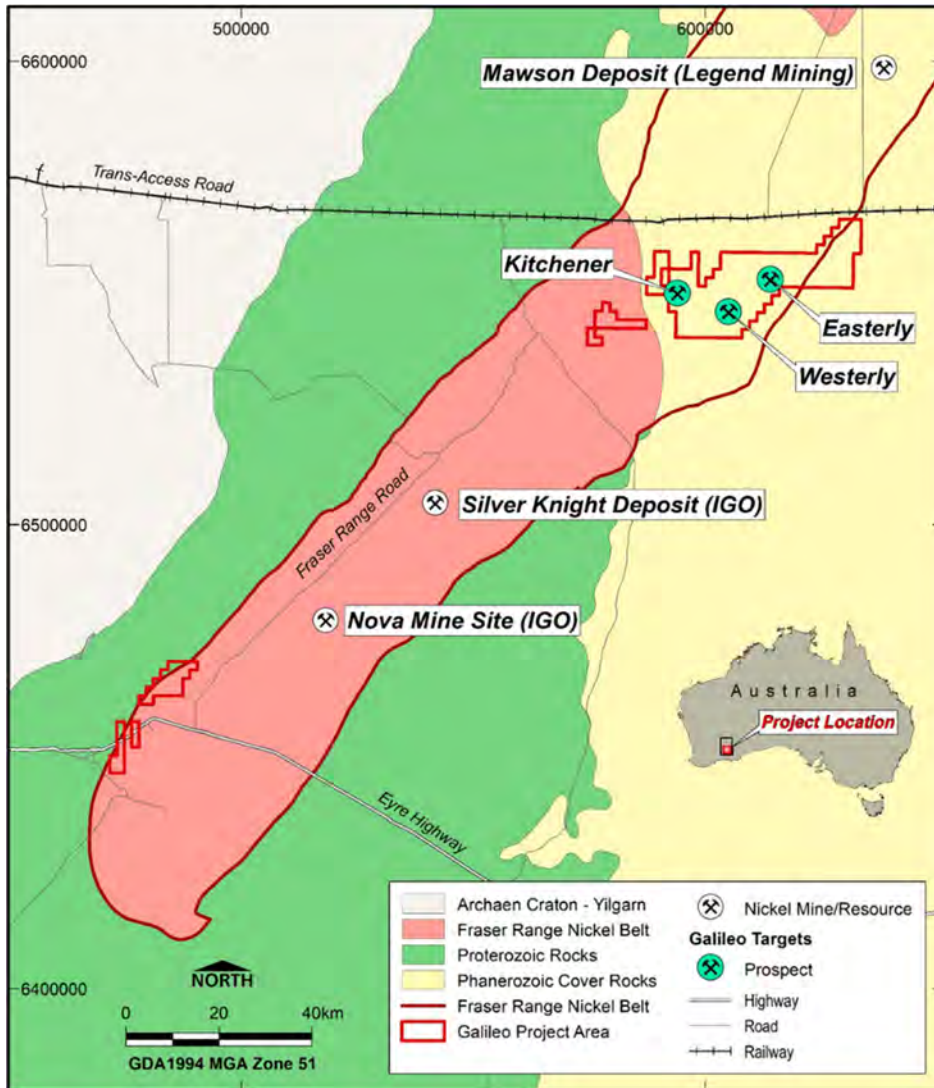 500000
600000
6600000
Mawson Deposit (Legend Mining)
Trans-Access Road
Kitchener
Easterly
Westerly
6500000
Silver Knight Deposit (IGO)
Fraser Range Road
Nova Mine Site (IGO)
Australia
Project Location
Eyre Highway
Archaen Craton - Yilgarn
Fraser Range Nickel Belt
Proterozoic Rocks
Phanerozoic Cover Rocks
Fraser Range Nickel Belt
Galileo Project Area
Nickel Mine/Resource
Galileo Targets
Prospect
Highway
Road
Railway
6400000
NORTH
0 20 40km
GDA1994 MGA Zone 51